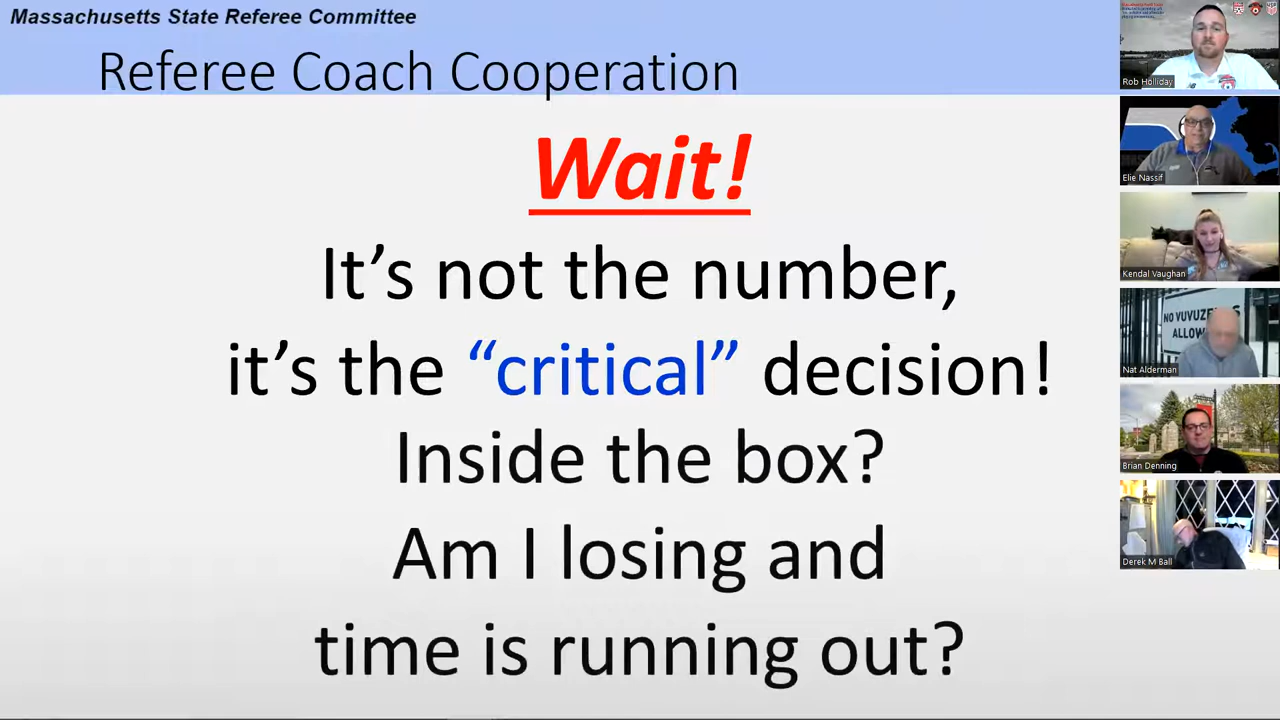 Massachusetts State Referee Committee
Referee Coach Cooperation
Wait!
It’s not the number,
it’s the “critical” decision!
Inside the box?
Am I losing and
time is running out?
Rob Holliday
Elie Nassif
Kendal Vaughan
NO VUVUZE
ALLOW
Nat Alderman
Brian Denning
Derek M Ball